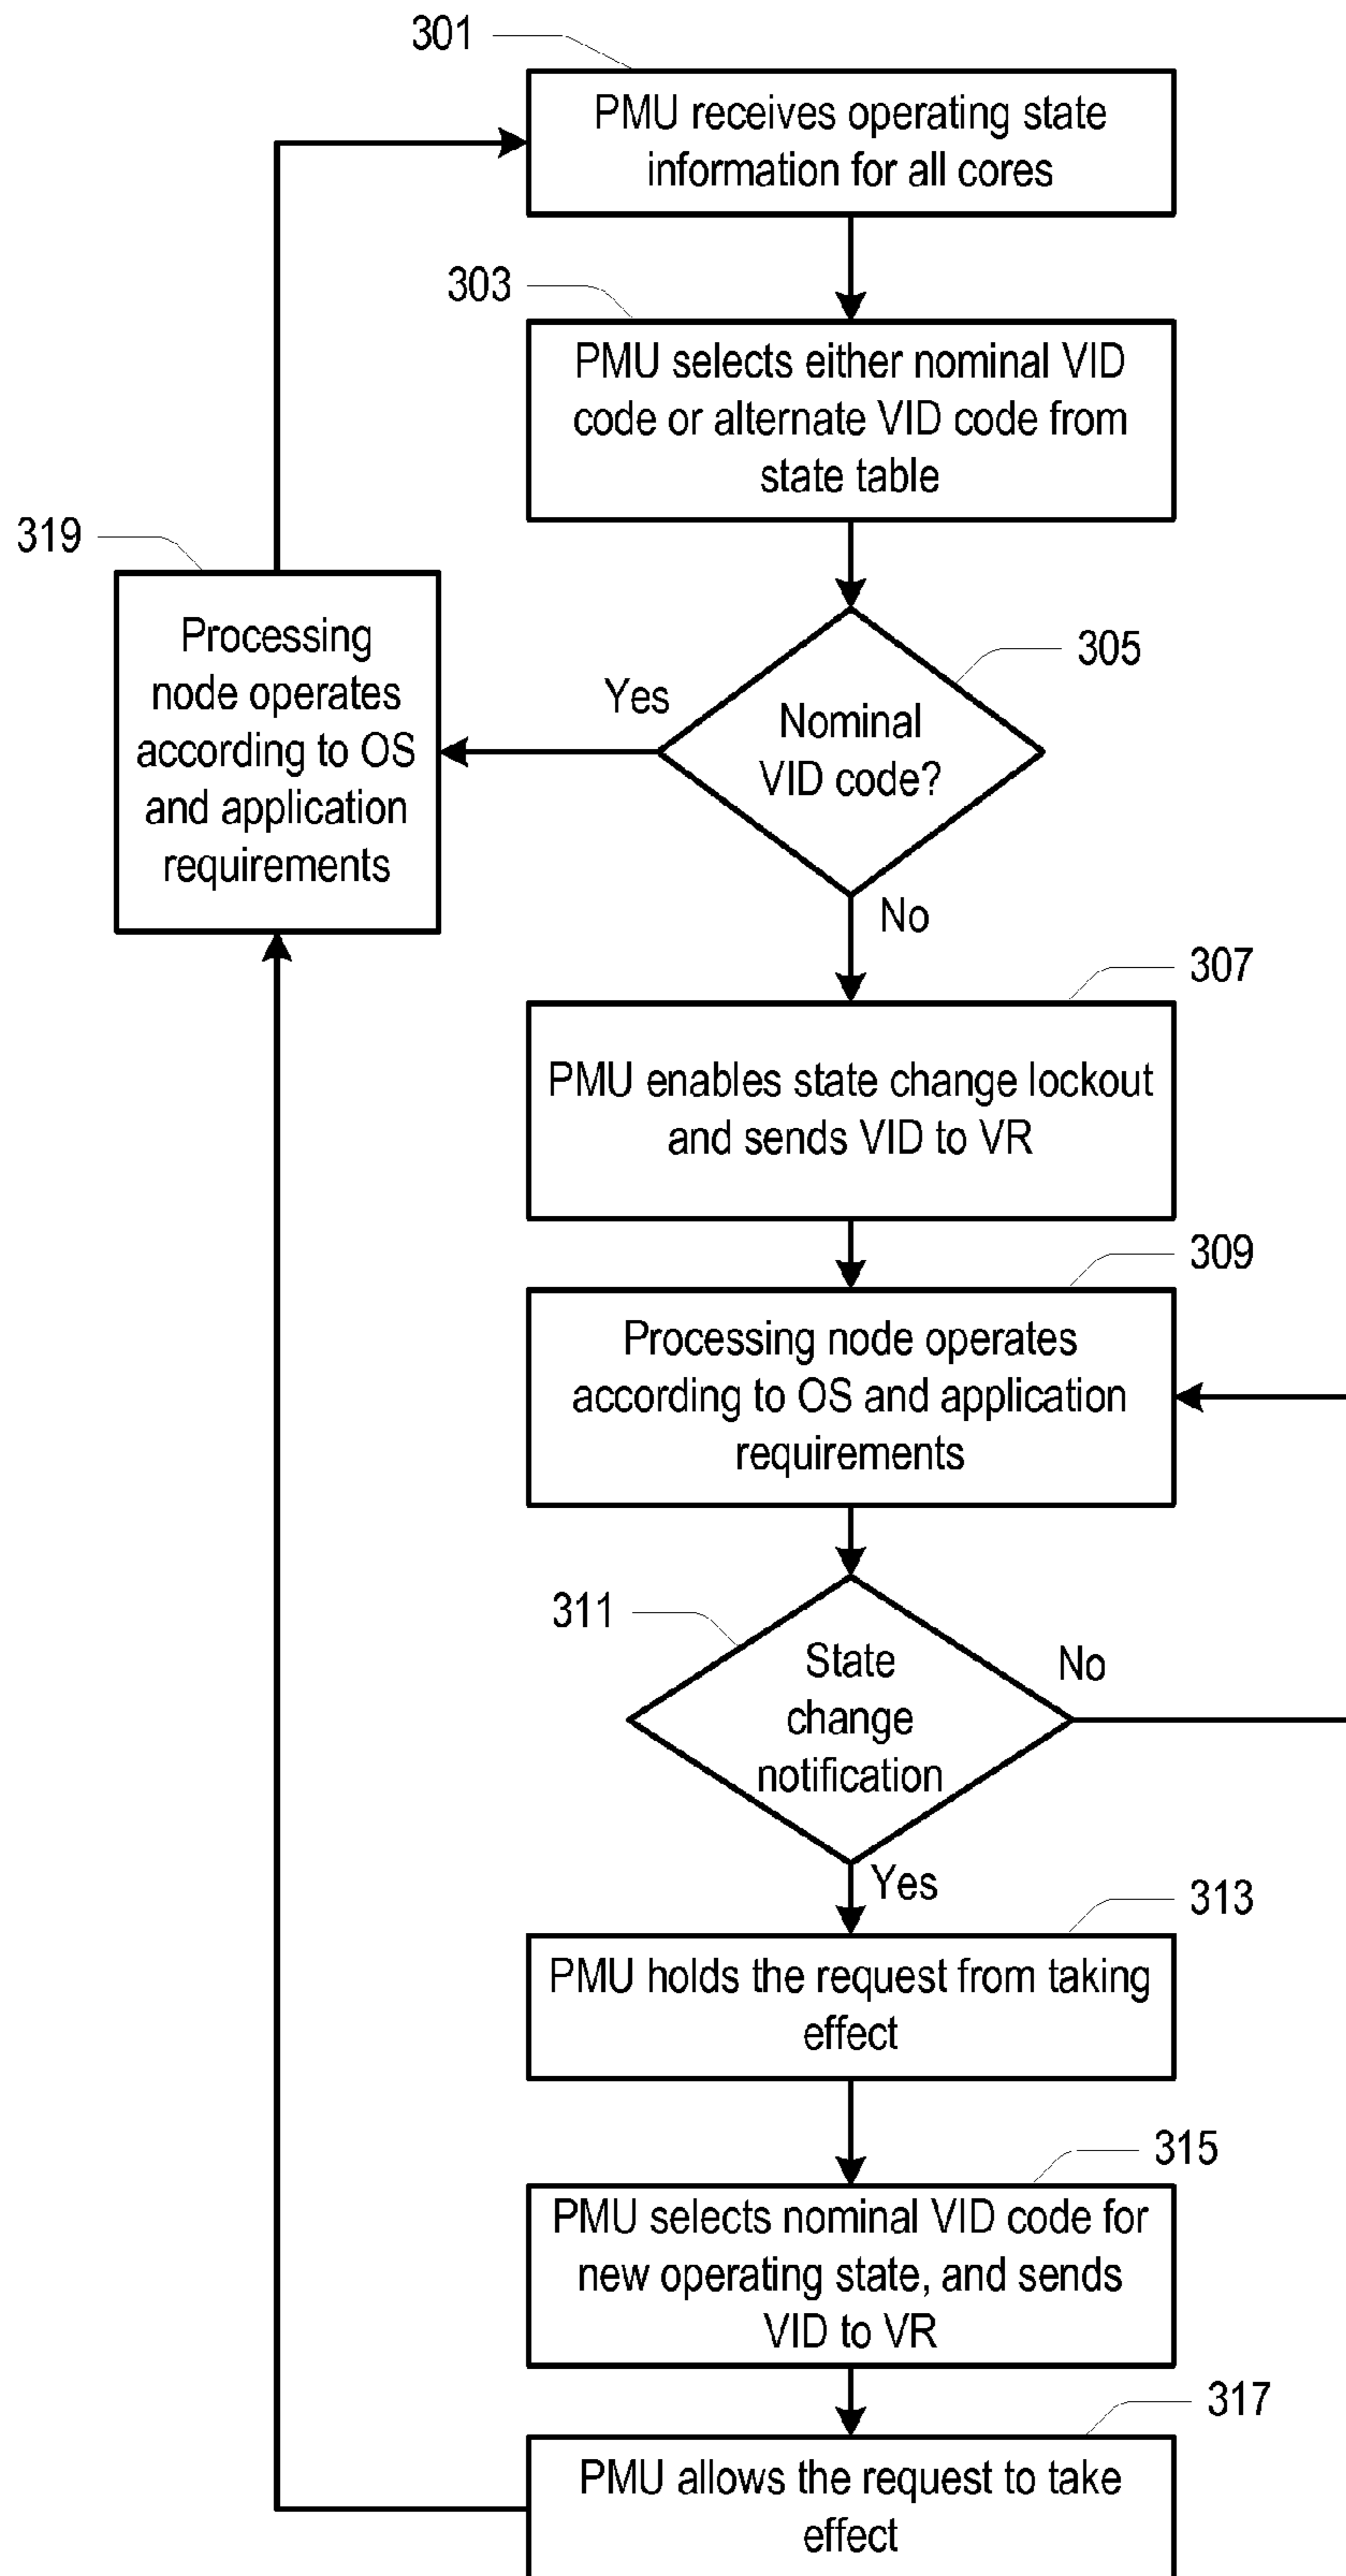 301
PMU receives operating state
information for all cores
303
PMU selects either nominal VID
code or alternate VID code from
state table
319
Processing
node operates
according to OS
and application
requirements
305
Yes
Nominal
VID code?
No
307
PMU enables state change lockout
and sends VID to VR
309
Processing node operates
according to OS and application
requirements
311
State
change
notification
No
Yes
313
PMU holds the request from taking
effect
315
PMU selects nominal VID code for
new operating state, and sends
VID to VR
317
PMU allows the request to take
effect